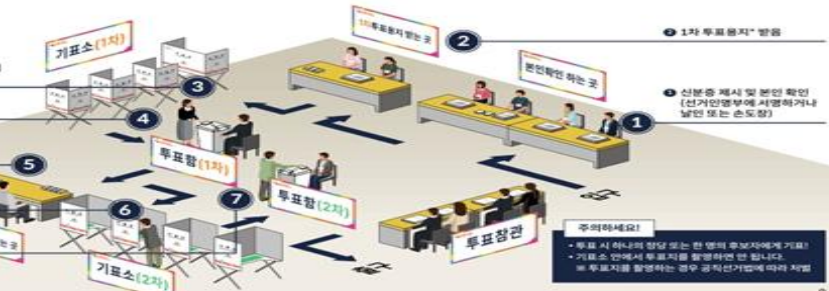 기표소(1차)
1차투표용지 받는 곳
2
② 1차 투표용지* 받음
본인확인 하는 곳
3
① 신분증 제시 및 본인 확인
(선거인명부에 서명하거나
날인 또는 손도장)
4
1
투표함(1차)
5
투표함(2차)
6
7
기표소(2차)
투표참관
주의하세요!
• 투표 시 하나의 정당 또는 한 명의 후보자에게 기표!
• 기표소 안에서 투표지를 촬영하면 안 됩니다.
※ 투표지를 촬영하는 경우 공직선거법에 따라 처벌